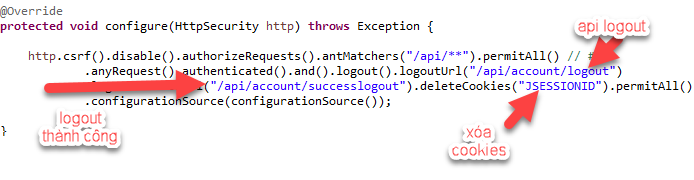 @Override
protected void configure(HttpSecurity http) throws Exception {
api logout
http.csrf().disable().authorizeRequests().antMatchers("/api/**").permitAll() // #
.anyRequest().authenticated().and().logout().logoutUrl("/api/account/logout")
("/api/account/successlogout").deleteCookies("JSESSIONID").permitAll()
.configurationSource(configurationSource());
logout
thành công
xóa
cookies
}